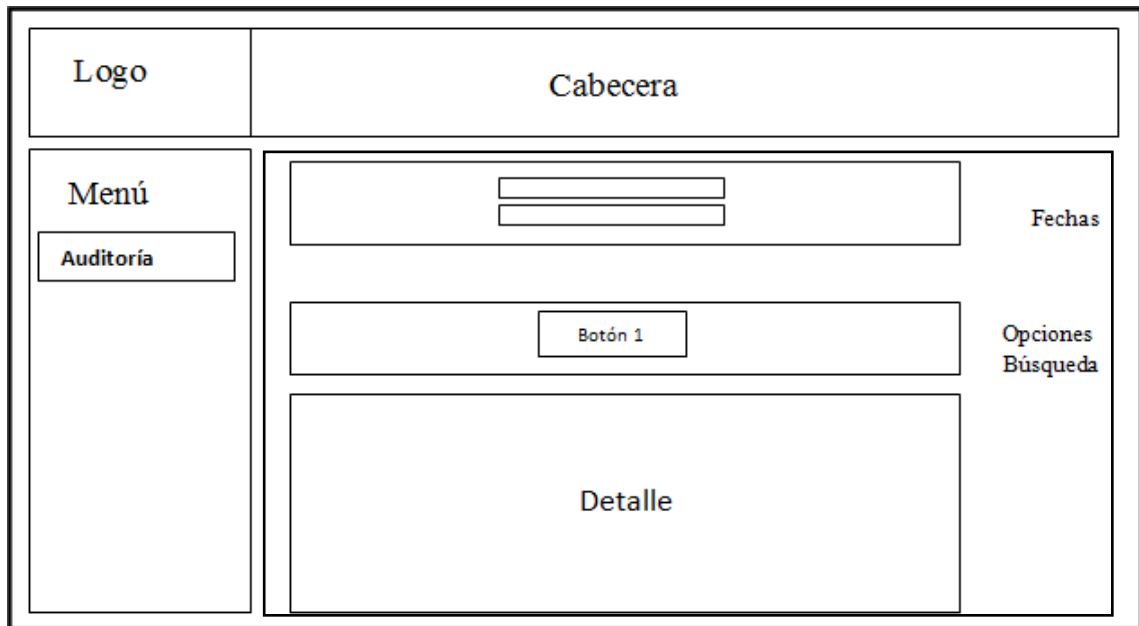 Logo
Cabecera
Menú
Auditoría
Fechas
Botón 1
Opciones
Búsqueda
Detalle